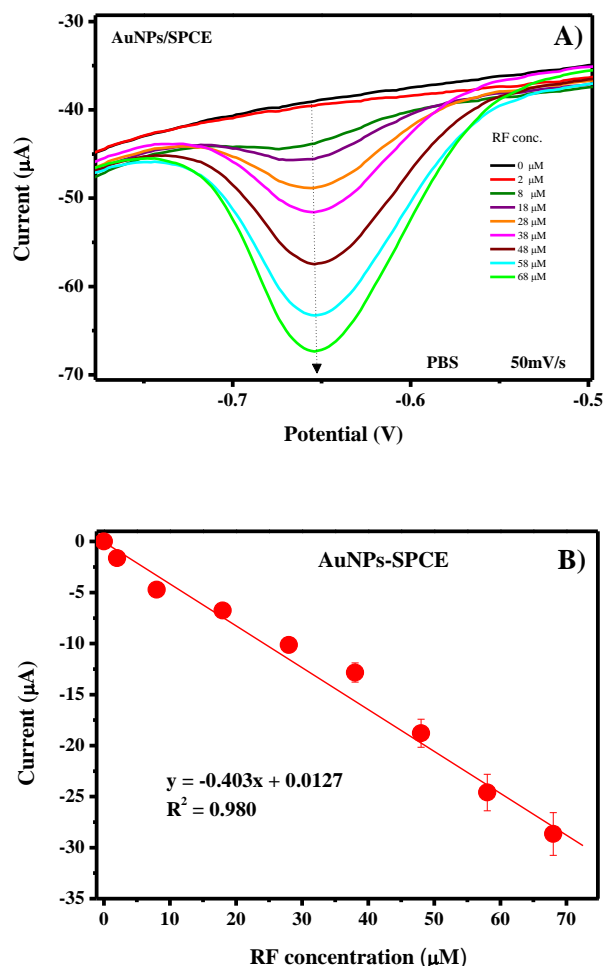 AuNPs/SPCE
A)
-30
-40
-50
-60
-70
Current (μA)
RF conc.
0 μM
2 μM
8 μM
18 μM
28 μM
38 μM
48 μM
58 μM
68 μM
PBS 50mV/s
-0.7 -0.6 -0.5
Potential (V)
AuNPs-SPCE
B)
0
-5
-10
-15
-20
-25
-30
-35
Current (μA)
y = -0.403x + 0.0127
R² = 0.980
0 10 20 30 40 50 60 70
RF concentration (μM)